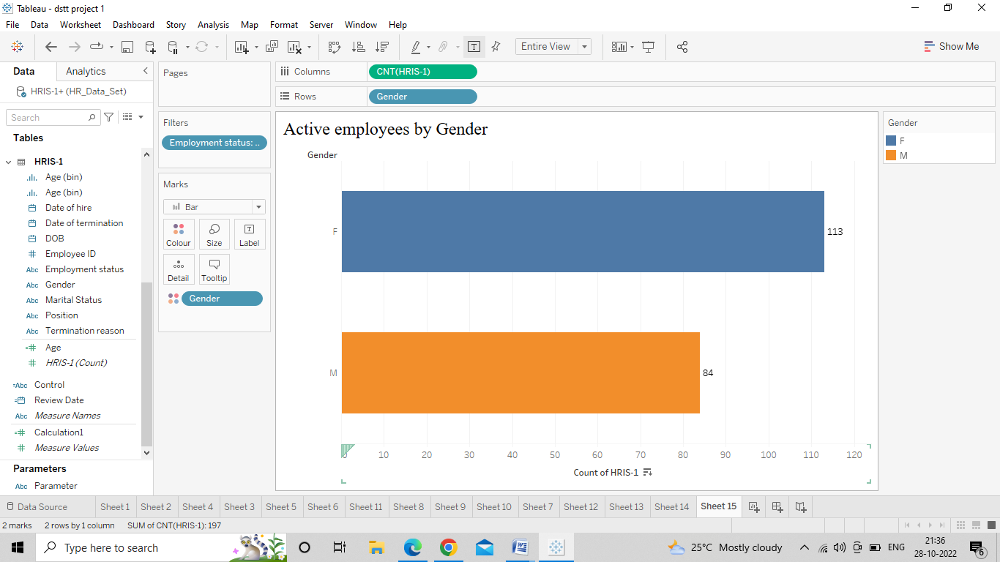 Tableau - dstt project 1
File Data Worksheet Dashboard Story Analysis Map Format Server Window Help
Entire View
Show Me
Data Analytics
HRIS-1+ (HR_Data_Set)
Search
Tables
HRIS-1
Age (bin)
Age (bin)
Date of hire
Date of termination
DOB
# Employee ID
Abc Employment status
Abc Gender
Abc Marital Status
Abc Position
Abc Termination reason
=# Age
# HRIS-1 (Count)
=Abc Control
= Review Date
Abc Measure Names
=# Calculation1
# Measure Values
Parameters
Abc Parameter
Pages
Filters
Employment status: ..
Marks
Bar
Colour Size Label
Detail Tooltip
Gender
Columns CNT(HRIS-1)
Rows Gender
Active employees by Gender
Gender
F 113
M 84
0 10 20 30 40 50 60 70 80 90 100 110 120
Count of HRIS-1
Gender
F
M
Data Source Sheet 1 Sheet 2 Sheet 4 Sheet 3 Sheet 5 Sheet 6 Sheet 11 Sheet 8 Sheet 9 Sheet 10 Sheet 7 Sheet 12 Sheet 13 Sheet 14 Sheet 15
2 marks 2 rows by 1 column SUM of CNT(HRIS-1): 197
Type here to search
25°C Mostly cloudy
ENG
21:36
28-10-2022
6